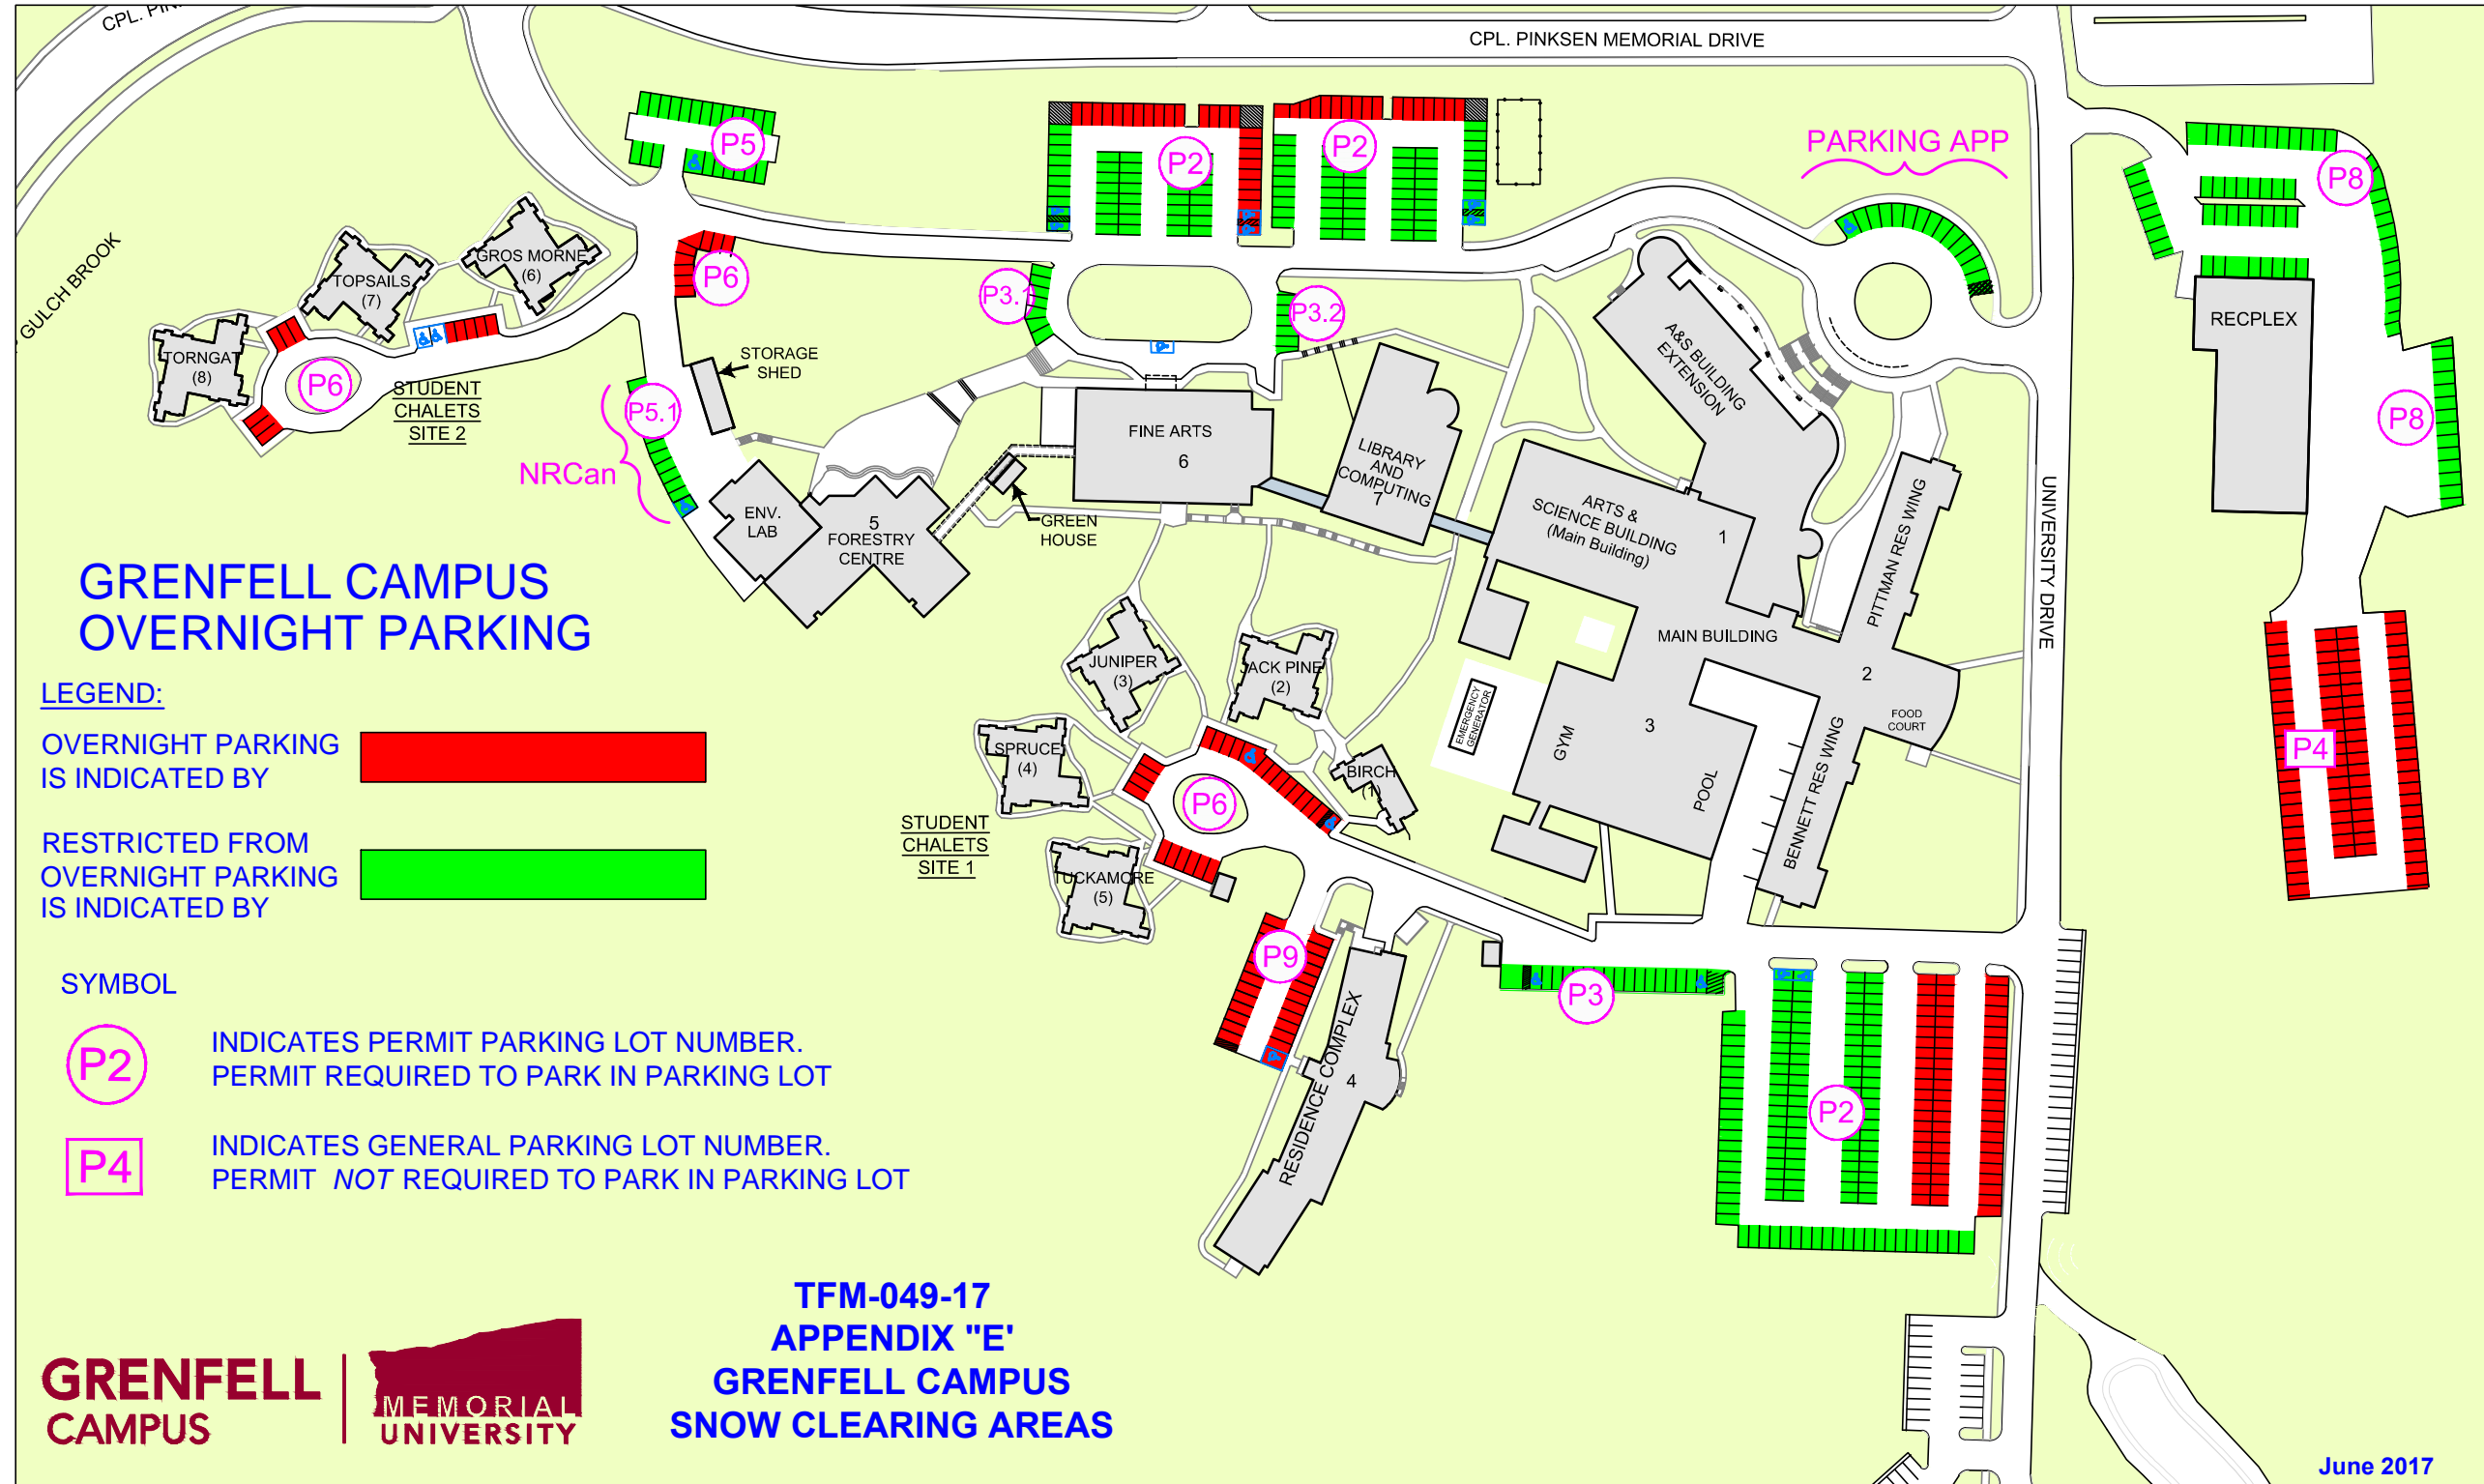 CPL. PINKSEN MEMORIAL DRIVE
PARKING APP
P5
P2
P2
P8
GROS MORNE
(6)
TOPSAILS
(7)
TORNGAT
(8)
GULCH BROOK
P6
P6
P3.1
P3.2
STORAGE
SHED
STUDENT
CHALETS
SITE 2
P5.1
NRCan
A&S BUILDING
EXTENSION
RECPLEX
P8
FINE ARTS
6
LIBRARY
AND
COMPUTING
7
ENV.
LAB
5
FORESTRY
CENTRE
GREEN
HOUSE
ARTS &
SCIENCE BUILDING
(Main Building)
1
PITTMAN RES WING
UNIVERSITY DRIVE
GRENFELL CAMPUS
OVERNIGHT PARKING
MAIN BUILDING
2
JUNIPER
(3)
JACK PINE
(2)
SPRUCE
(4)
BIRCH
(1)
TUCKAMORE
(5)
P6
STUDENT
CHALETS
SITE 1
EMERGENCY
GENERATOR
GYM
3
POOL
FOOD
COURT
BENNETT RES WING
P4
P9
P3
P2
RESIDENCE COMPLEX
4
LEGEND:
OVERNIGHT PARKING
IS INDICATED BY
RESTRICTED FROM
OVERNIGHT PARKING
IS INDICATED BY
SYMBOL
P2
INDICATES PERMIT PARKING LOT NUMBER.
PERMIT REQUIRED TO PARK IN PARKING LOT
P4
INDICATES GENERAL PARKING LOT NUMBER.
PERMIT NOT REQUIRED TO PARK IN PARKING LOT
GRENFELL
CAMPUS
MEMORIAL
UNIVERSITY
TFM-049-17
APPENDIX "E'
GRENFELL CAMPUS
SNOW CLEARING AREAS
June 2017